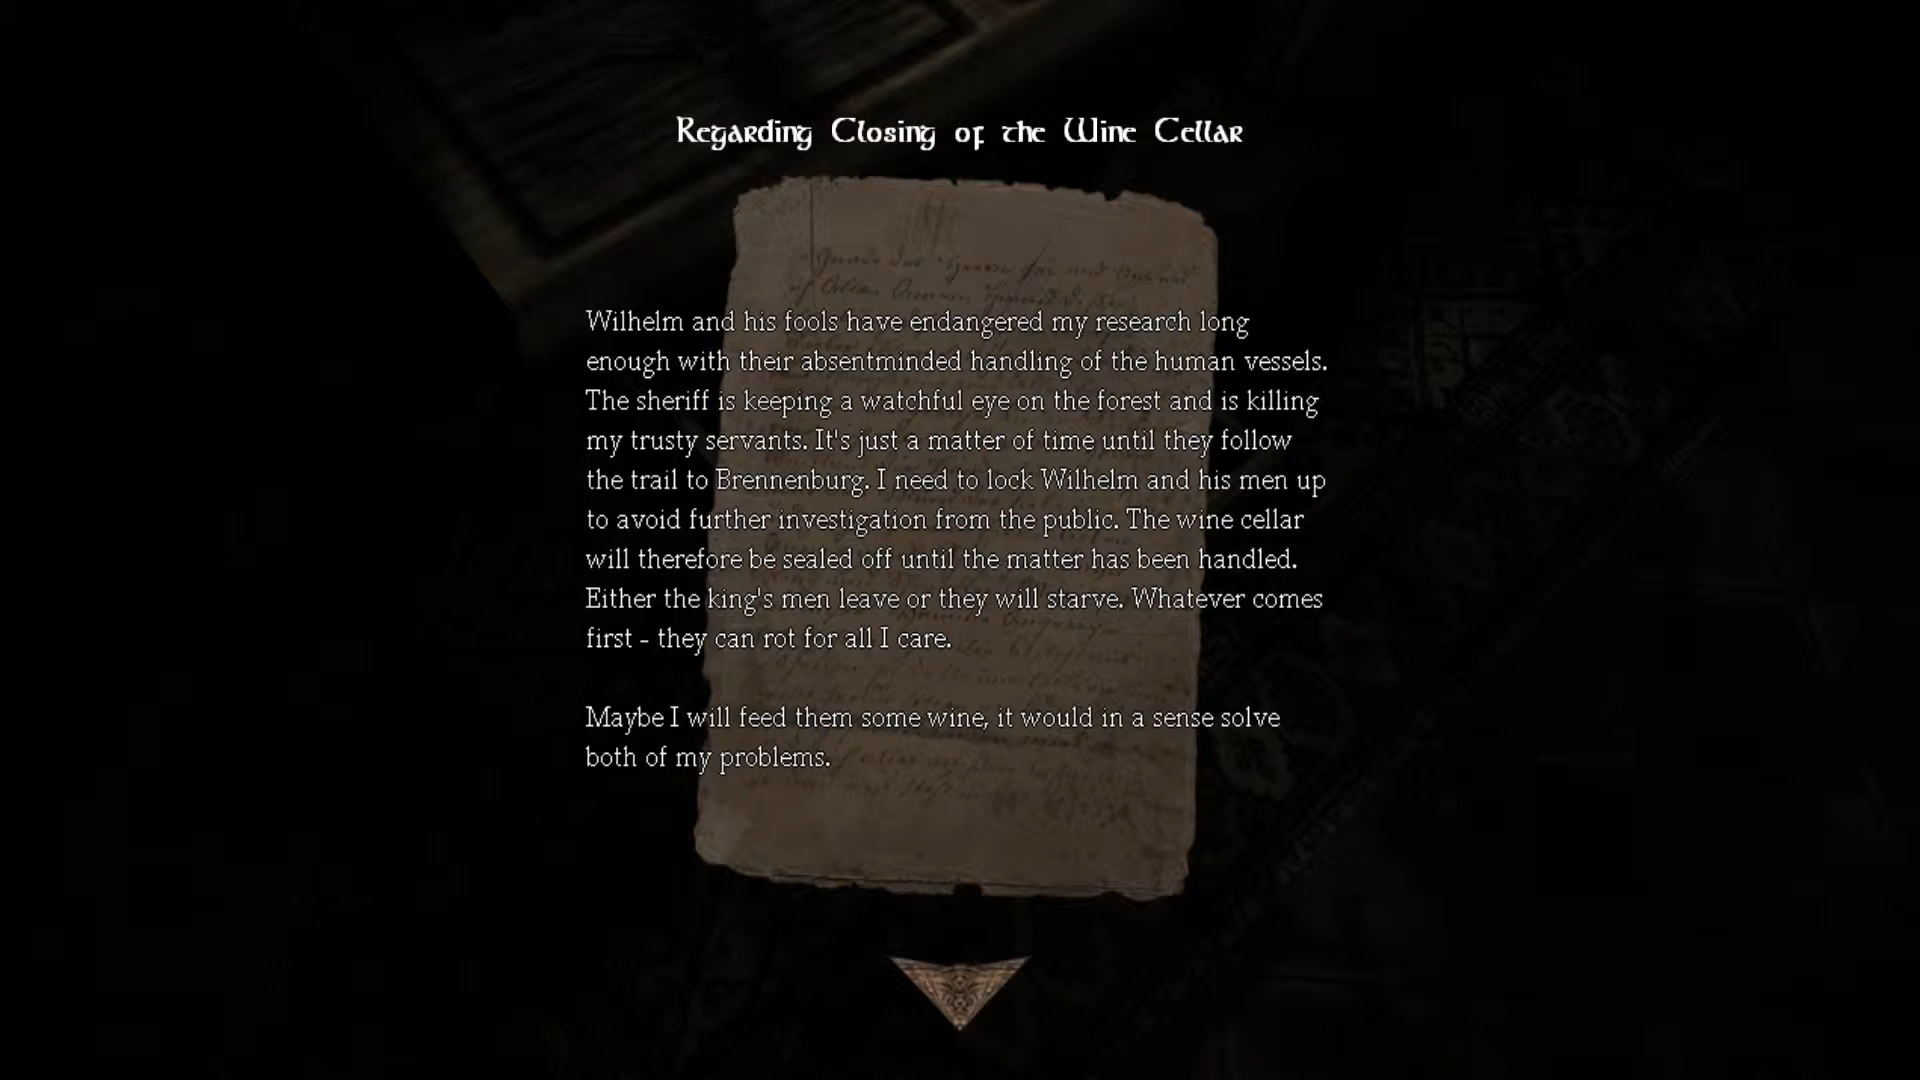 Regarding Closing of the Wine Cellar
Wilhelm and his fools have endangered my research long
enough with their absentminded handling of the human vessels.
The sheriff is keeping a watchful eye on the forest and is killing
my trusty servants. It's just a matter of time until they follow
the trail to Brennenburg. I need to lock Wilhelm and his men up
to avoid further investigation from the public. The wine cellar
will therefore be sealed off until the matter has been handled.
Either the king's men leave or they will starve. Whatever comes
first - they can rot for all I care.
Maybe I will feed them some wine, it would in a sense solve
both of my problems.